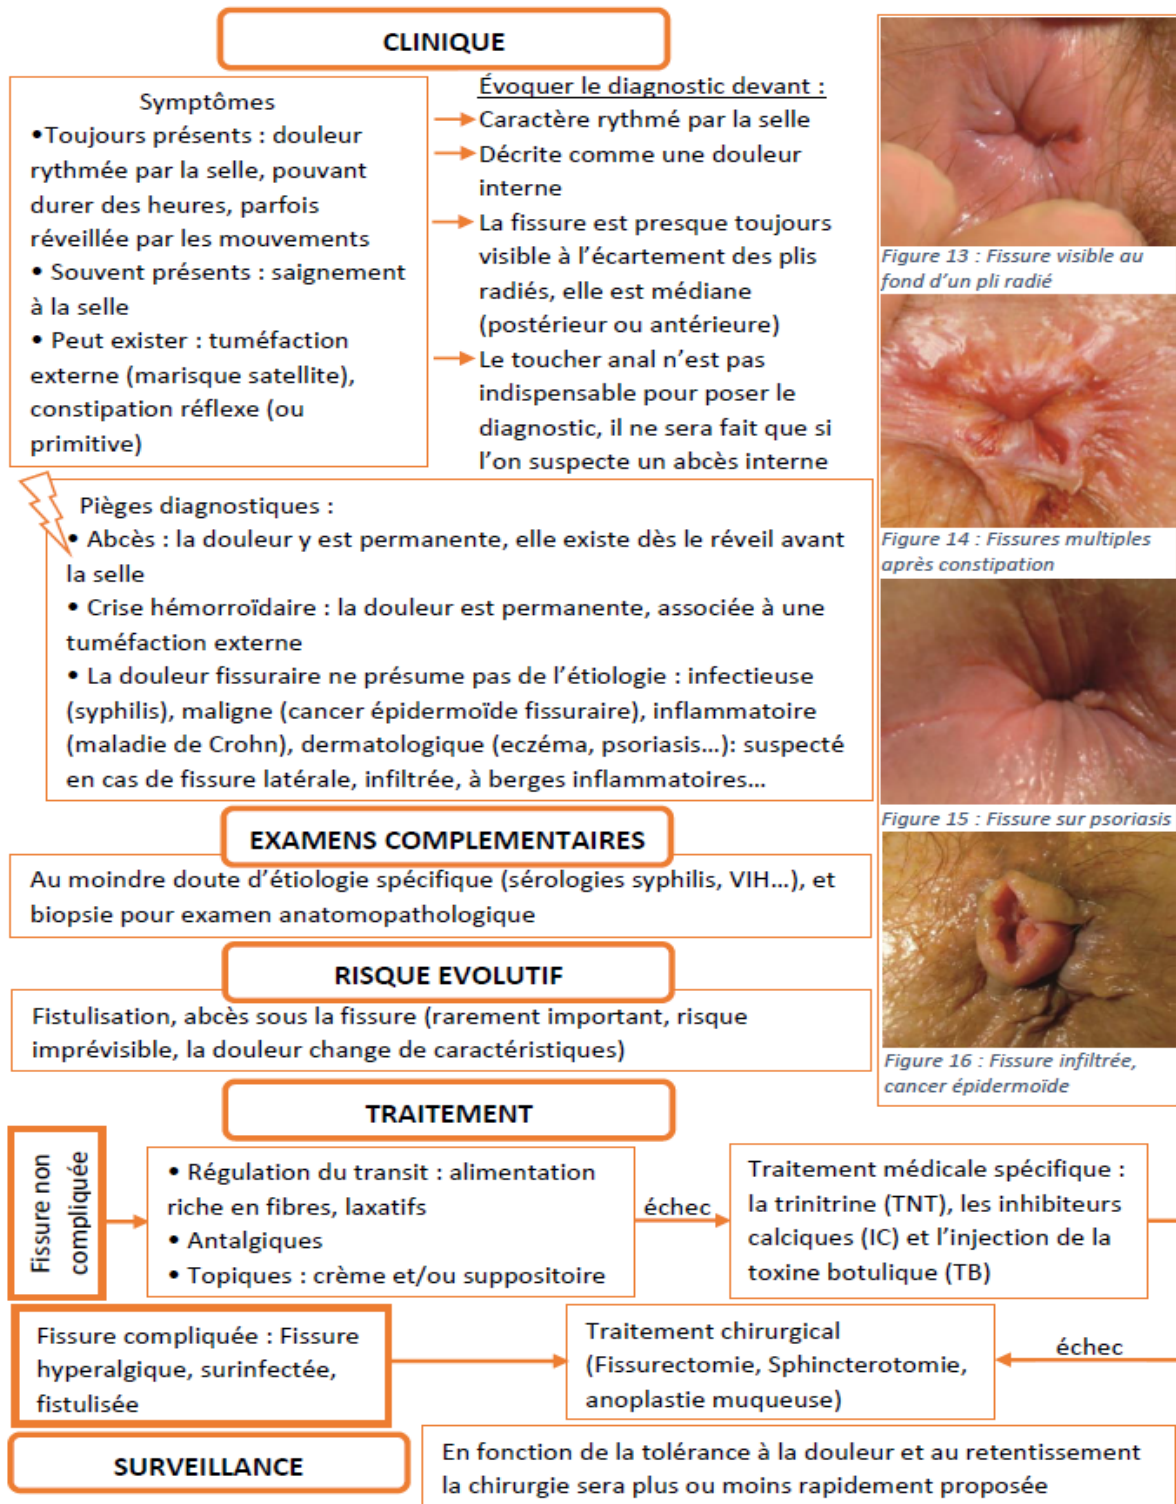 CLINIQUE
Symptômes
•Toujours présents : douleur
rythmée par la selle, pouvant
durer des heures, parfois
réveillée par les mouvements
• Souvent présents : saignement
à la selle
• Peut exister : tuméfaction
externe (marisque satellite),
constipation réflexe (ou
primitive)
Évoquer le diagnostic devant :
Caractère rythmé par la selle
Décrite comme une douleur
interne
La fissure est presque toujours
visible à l’écartement des plis
radiés, elle est médiane
(postérieur ou antérieure)
Le toucher anal n’est pas
indispensable pour poser le
diagnostic, il ne sera fait que si
l’on suspecte un abcès interne
Figure 13 : Fissure visible au
fond d’un pli radié
Figure 14 : Fissures multiples
après constipation
Figure 15 : Fissure sur psoriasis
Figure 16 : Fissure infiltrée,
cancer épidermoïde
Pièges diagnostiques :
• Abcès : la douleur y est permanente, elle existe dès le réveil avant
la selle
• Crise hémorroïdaire : la douleur est permanente, associée à une
tuméfaction externe
• La douleur fissuraire ne présume pas de l’étiologie : infectieuse
(syphilis), maligne (cancer épidermoïde fissuraire), inflammatoire
(maladie de Crohn), dermatologique (eczéma, psoriasis…): suspecté
en cas de fissure latérale, infiltrée, à berges inflammatoires…
EXAMENS COMPLEMENTAIRES
Au moindre doute d’étiologie spécifique (sérologies syphilis, VIH…), et
biopsie pour examen anatomopathologique
RISQUE EVOLUTIF
Fistulisation, abcès sous la fissure (rarement important, risque
imprévisible, la douleur change de caractéristiques)
TRAITEMENT
Fissure non
compliquée
• Régulation du transit : alimentation
riche en fibres, laxatifs
• Antalgiques
• Topiques : crème et/ou suppositoire
échec
Traitement médicale spécifique :
la trinitrine (TNT), les inhibiteurs
calciques (IC) et l’injection de la
toxine botulique (TB)
Fissure compliquée : Fissure
hyperalgique, surinfectée,
fistulisée
Traitement chirurgical
(Fissurectomie, Sphincterotomie,
anoplastie muqueuse)
échec
SURVEILLANCE
En fonction de la tolérance à la douleur et au retentissement
la chirurgie sera plus ou moins rapidement proposée